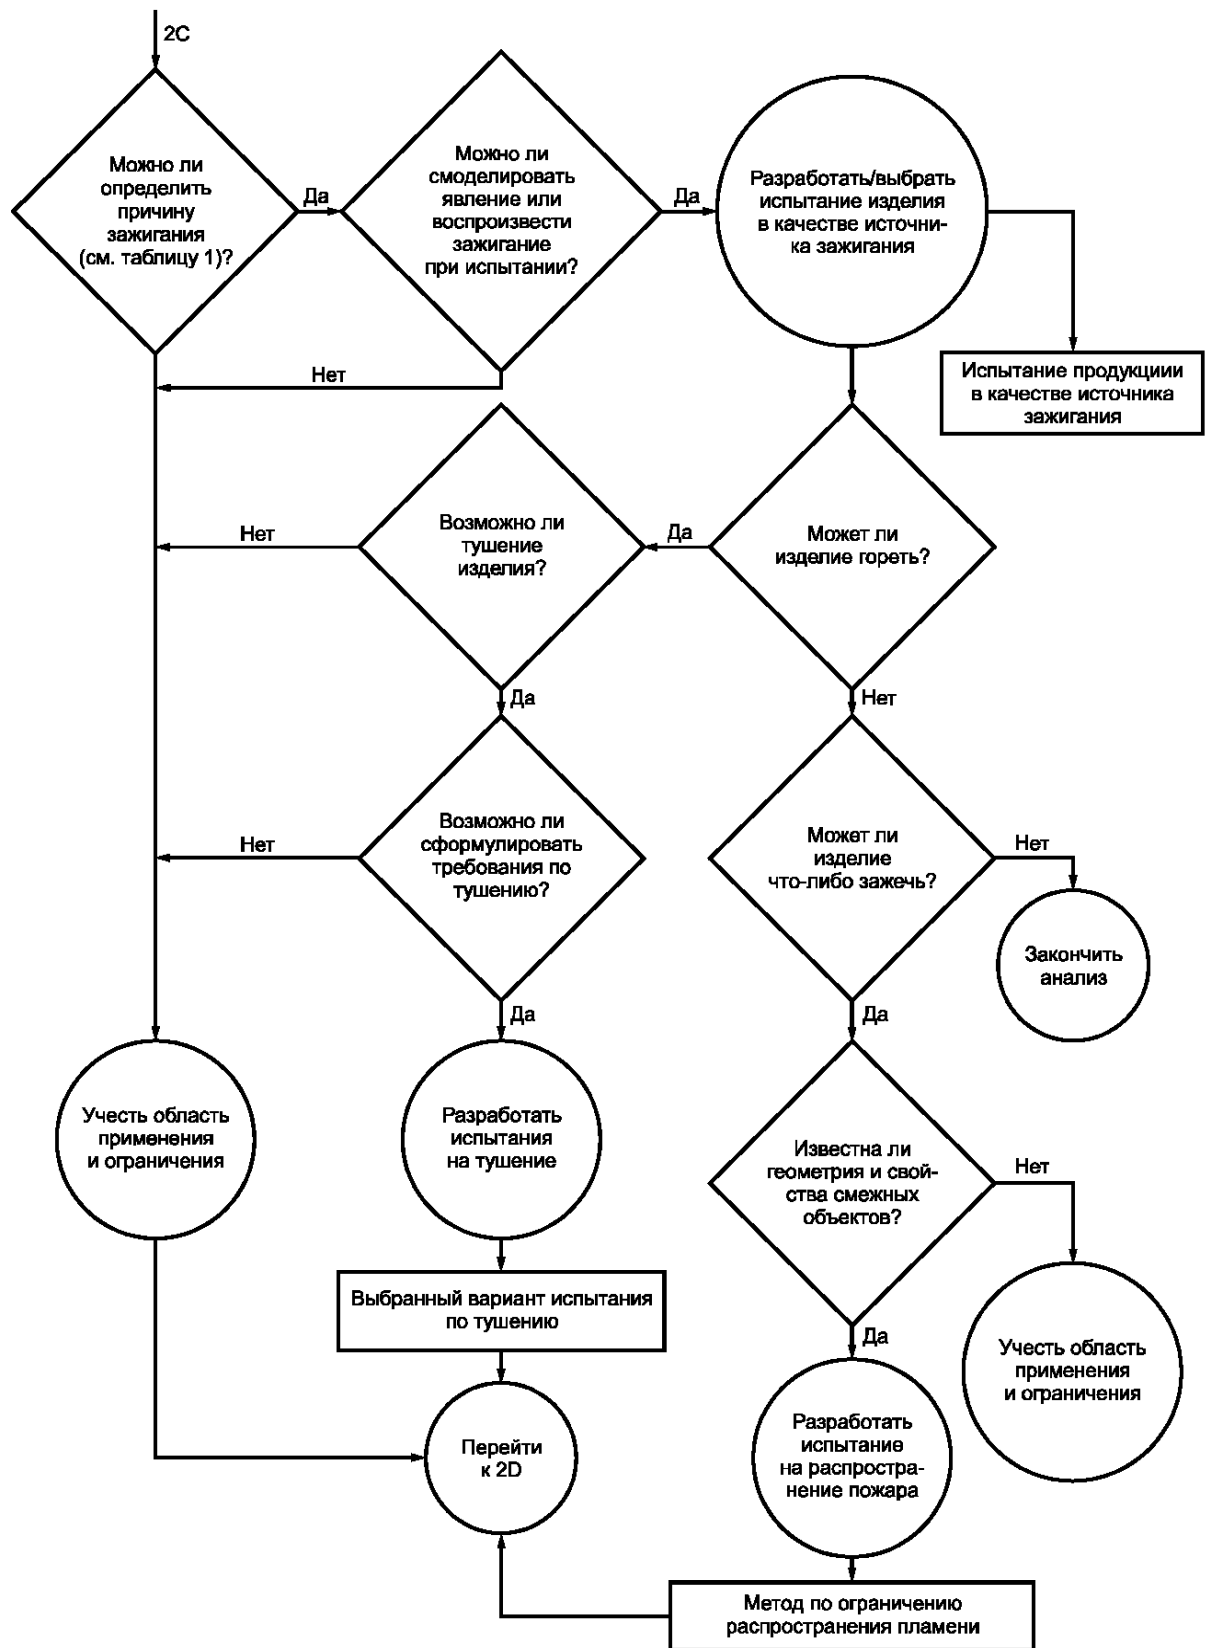 2C
Можно ли
определить
причину
зажигания
(см. таблицу 1)?
Да
Можно ли
смоделировать
явление или
воспроизвести
зажигание
при испытании?
Да
Разработать/выбрать
испытание изделия
в качестве источни-
ка зажигания
Нет
Испытание продукциии
в качестве источника
зажигания
Нет
Возможно ли
тушение
изделия?
Да
Может ли
изделие гореть?
Да
Нет
Нет
Возможно ли
сформулировать
требования по
тушению?
Может ли
изделие
что-либо зажечь?
Нет
Закончить
анализ
Да
Да
Учесть область
применения
и ограничения
Разработать
испытания
на тушение
Известна ли
геометрия и свой-
ства смежных
объектов?
Нет
Выбранный вариант испытания
по тушению
Да
Учесть область
применения
и ограничения
Перейти
к 2D
Разработать
испытание
на распростра-
нение пожара
Метод по ограничению
распространения пламени